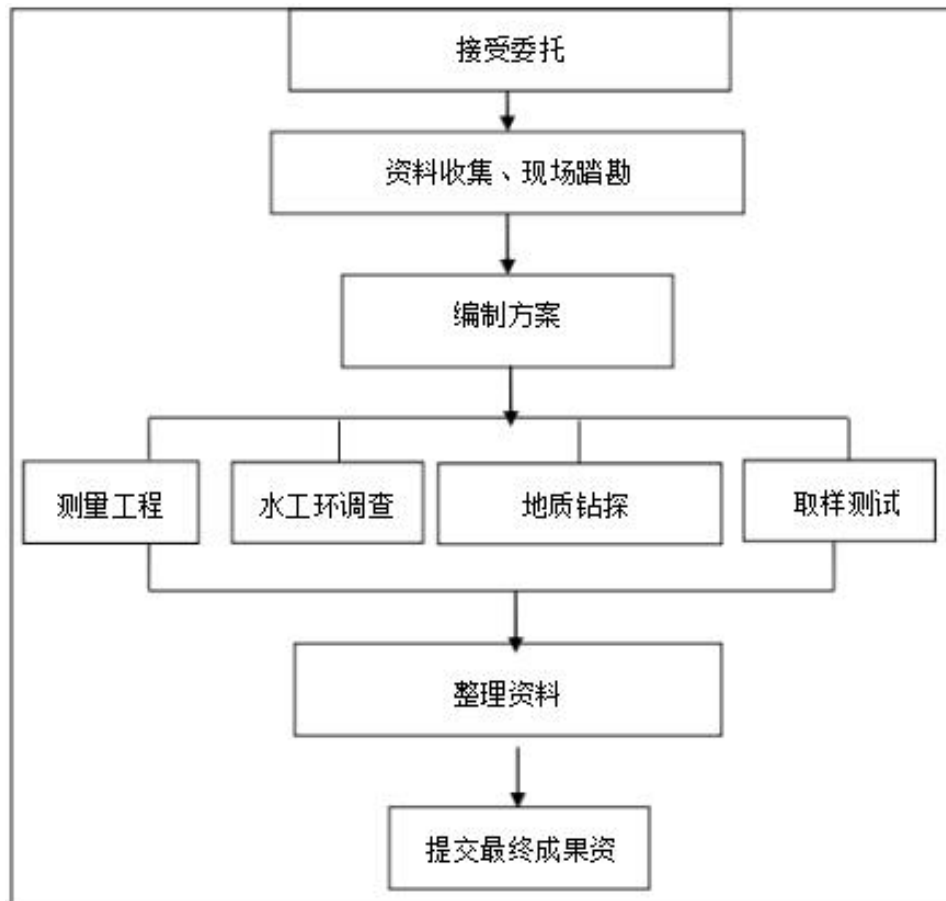 接受委托
资料收集、现场踏勘
编制方案
测量工程
水工环调查
地质钻探
取样测试
整理资料
提交最终成果资